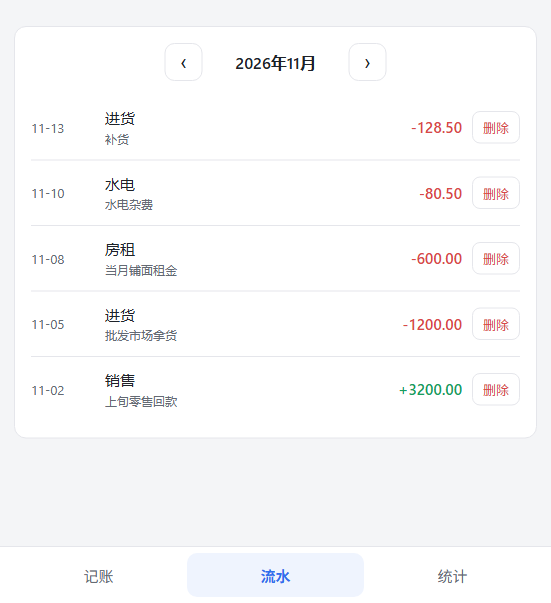 ‹ 2026年11月 ›
11-13 进货 -128.50 删除
补货
11-10 水电 -80.50 删除
水电杂费
11-08 房租 -600.00 删除
当月铺面租金
11-05 进货 -1200.00 删除
批发市场拿货
11-02 销售 +3200.00 删除
上旬零售回款
记账 流水 统计